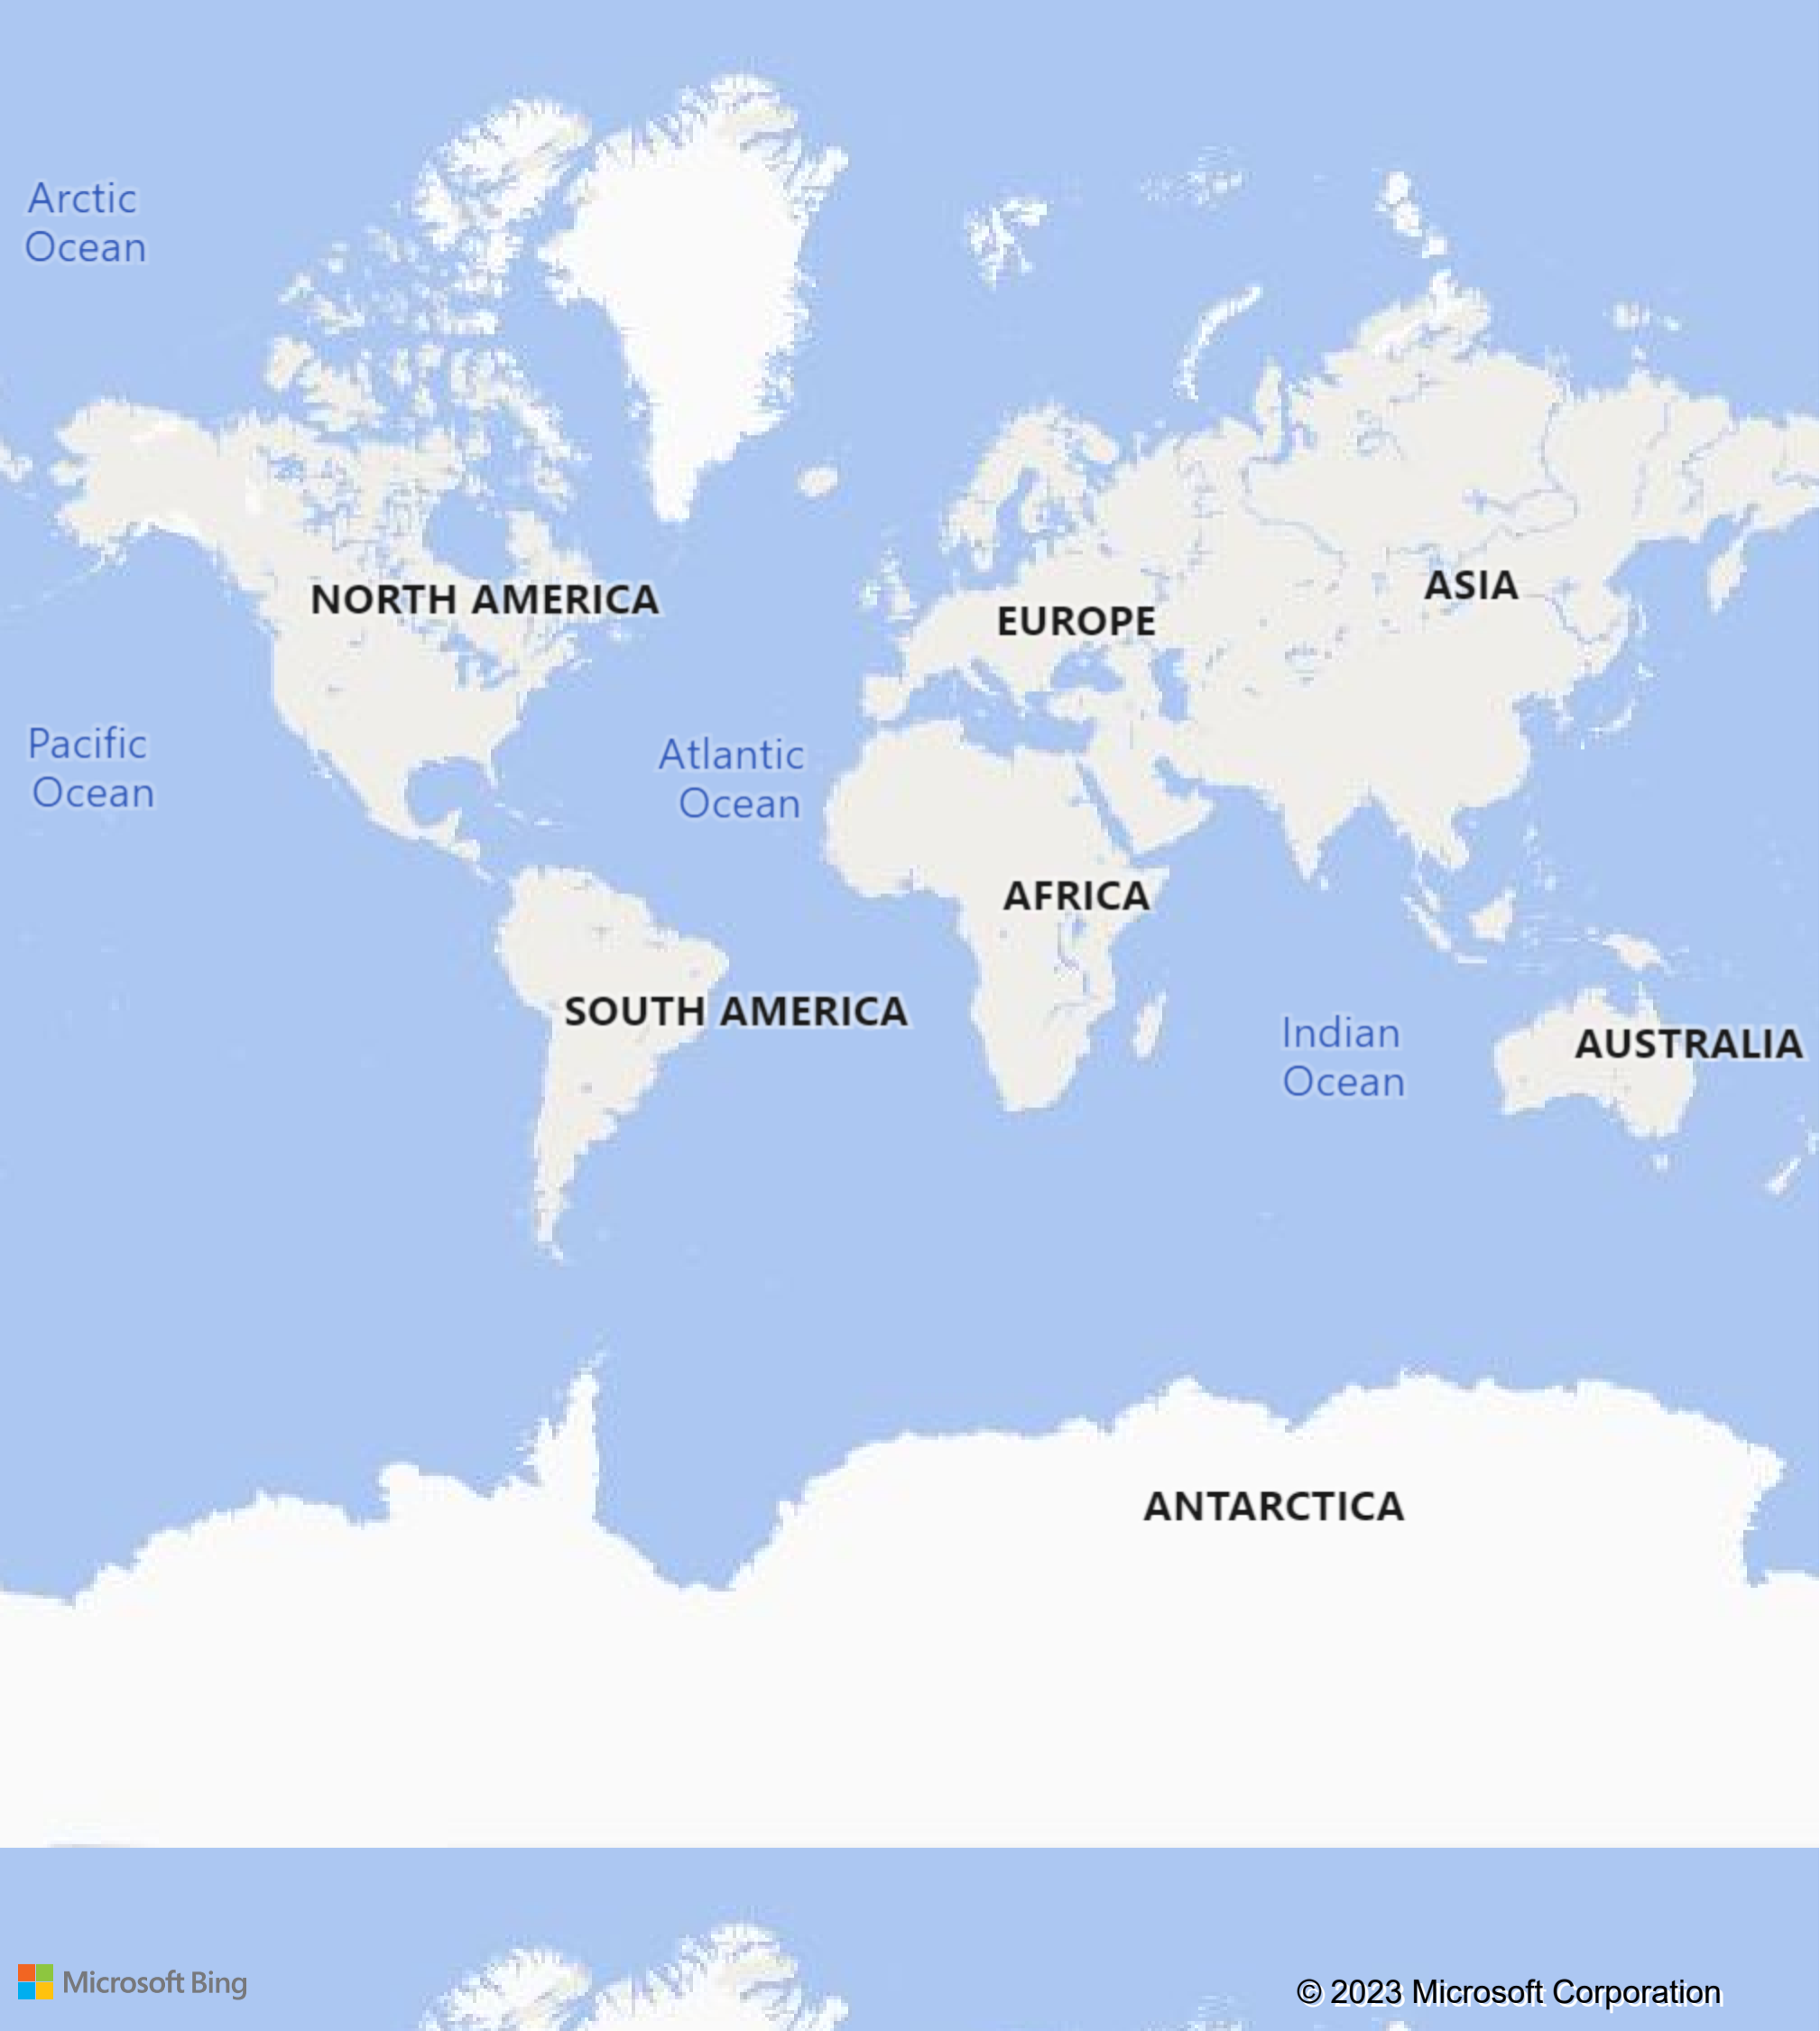 Arctic
Ocean
NORTH AMERICA
EUROPE
ASIA
Pacific
Ocean
Atlantic
Ocean
AFRICA
SOUTH AMERICA
Indian
Ocean
AUSTRALIA
ANTARCTICA
Microsoft Bing
© 2023 Microsoft Corporation